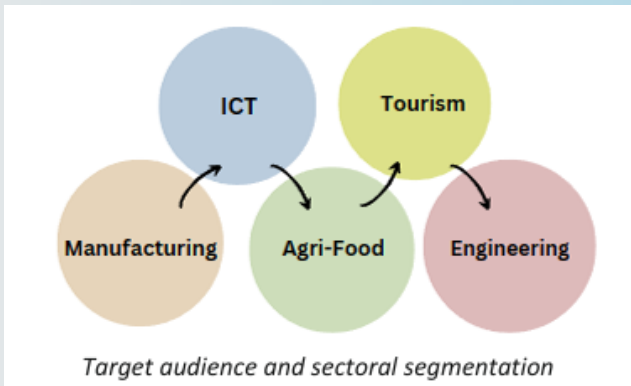 ICT
Tourism
Manufacturing
Agri-Food
Engineering
Target audience and sectoral segmentation